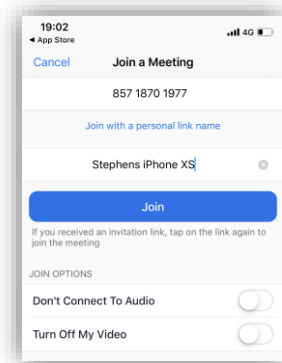 19:02
4G
◀ App Store
Cancel Join a Meeting
857 1870 1977
Join with a personal link name
Stephens iPhone XS
Join
If you received an invitation link, tap on the link again to
join the meeting
JOIN OPTIONS
Don't Connect To Audio
Turn Off My Video